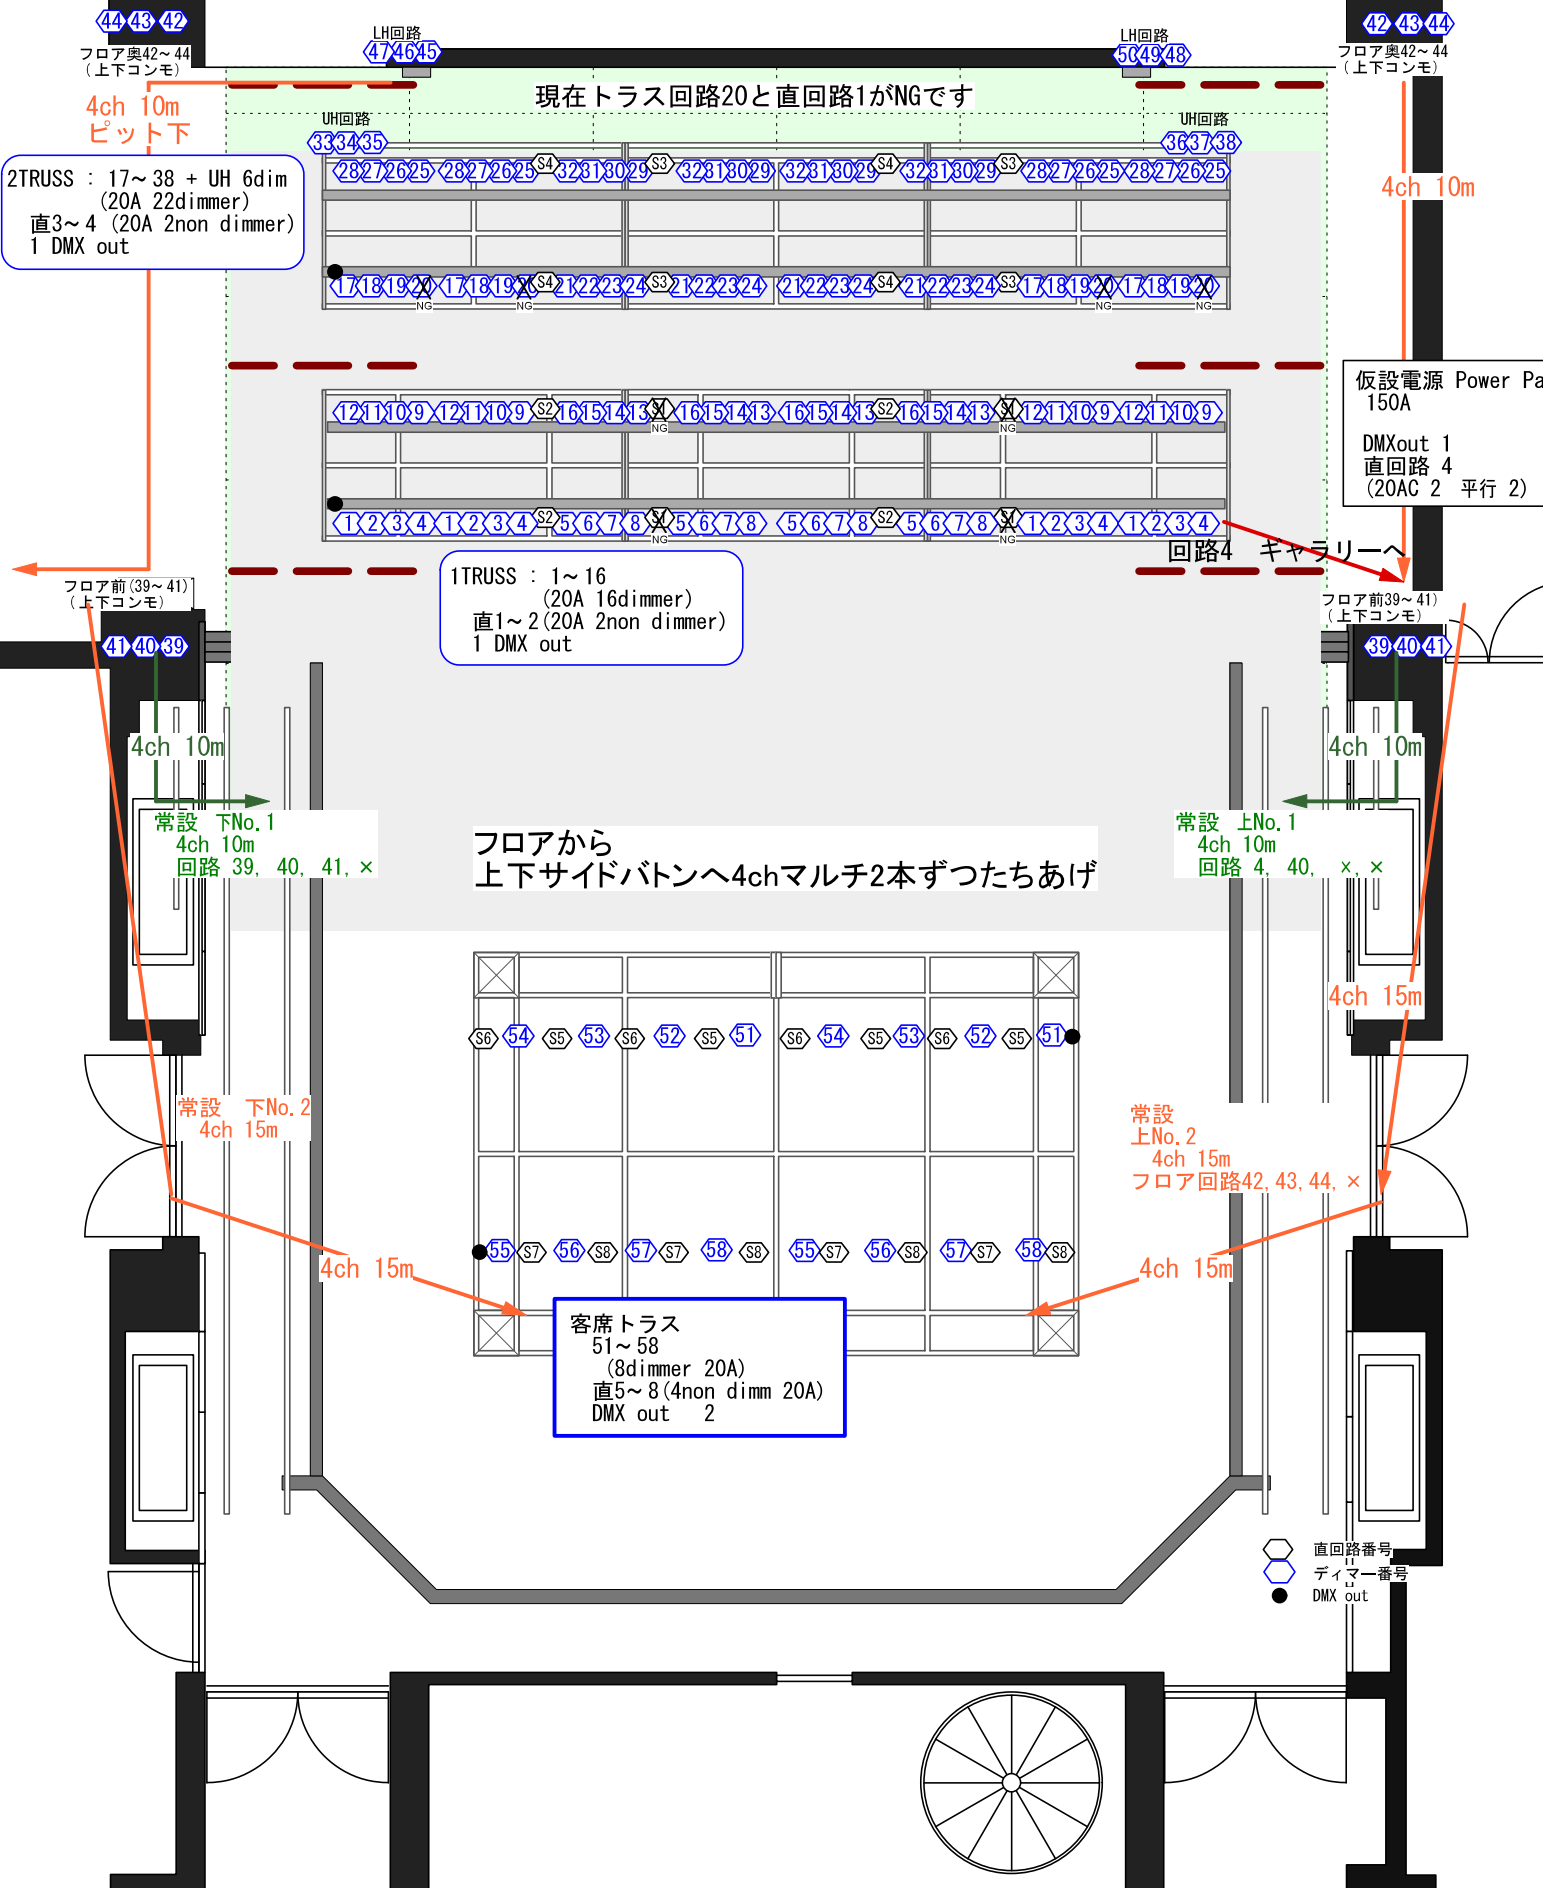 44 43 42
フロア奥42~44
(上下コンモ)
LH回路
47 46 45
LH回路
50 49 48
42 43 44
フロア奥42~44
(上下コンモ)
4ch 10m
ピット下
現在トラス回路20と直回路1がNGです
UH回路
33 34 35
UH回路
36 37 38
28 27 26 25 28 27 26 25 S4 32 31 30 29 S3 32 31 30 29 32 31 30 29 S4 32 31 30 29 S3 28 27 26 25 28 27 26 25
2TRUSS : 17~38 + UH 6dim
(20A 22dimmer)
直3~4 (20A 2non dimmer)
1 DMX out
4ch 10m
17 18 19 20 17 18 19 20 S4 21 22 23 24 S3 21 22 23 24 21 22 23 24 S4 21 22 23 24 S3 17 18 19 20 17 18 19 20
NG NG NG NG
仮設電源 Power Pa
150A
DMXout 1
直回路 4
(20AC 2 平行 2)
12 11 10 9 12 11 10 9 S2 16 15 14 13 S1 16 15 14 13 16 15 14 13 S2 16 15 14 13 S1 12 11 10 9 12 11 10 9
NG NG
1 2 3 4 1 2 3 4 S2 5 6 7 8 S1 5 6 7 8 5 6 7 8 S2 5 6 7 8 S1 1 2 3 4 1 2 3 4
NG NG
回路4 ギャラリーへ
1TRUSS : 1~16
(20A 16dimmer)
直1~2(20A 2non dimmer)
1 DMX out
フロア前(39~41)
(上下コンモ)
41 40 39
フロア前39~41)
(上下コンモ)
39 40 41
4ch 10m
4ch 10m
常設 下No.1
4ch 10m
回路 39, 40, 41, ×
常設 上No.1
4ch 10m
回路 4, 40, ×, ×
フロアから
上下サイドバトンへ4chマルチ2本ずつたちあげ
4ch 15m
S6 54 S5 53 S6 52 S5 51 S6 54 S5 53 S6 52 S5 51
常設 下No.2
4ch 15m
常設
上No.2
4ch 15m
フロア回路42,43,44, ×
55 S7 56 S8 57 S7 58 S8 55 S7 56 S8 57 S7 58 S8
4ch 15m
4ch 15m
客席トラス
51~58
(8dimmer 20A)
直5~8(4non dimm 20A)
DMX out 2
直回路番号
ディマー番号
DMX out